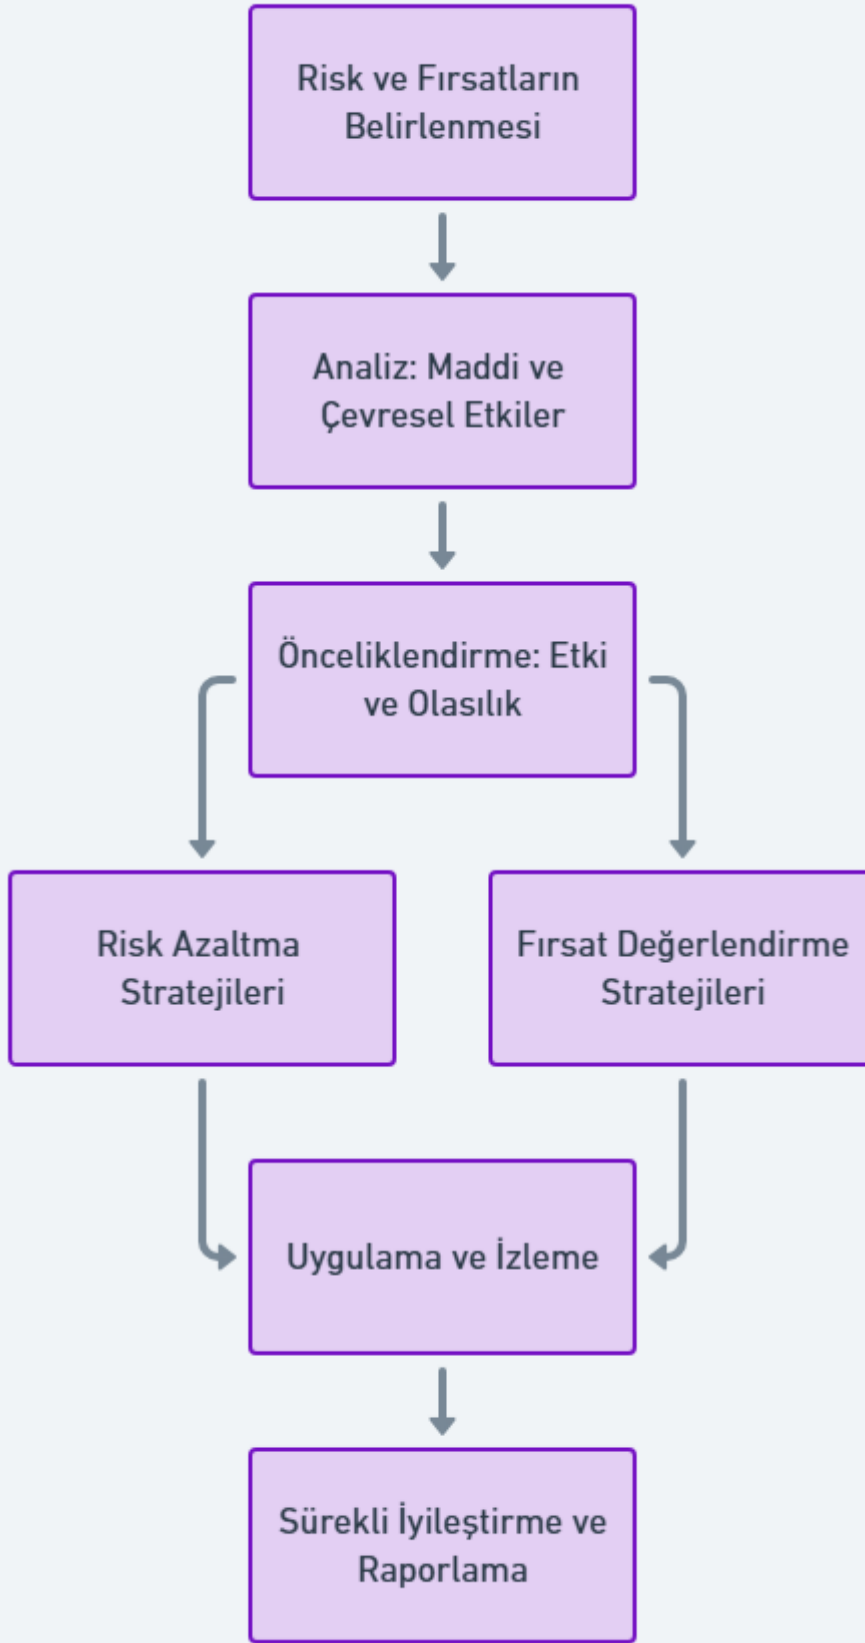 Risk ve Fırsatların
Belirlenmesi
Analiz: Maddi ve
Çevresel Etkiler
Önceliklendirme: Etki
ve Olasılık
Risk Azaltma
Stratejileri
Fırsat Değerlendirme
Stratejileri
Uygulama ve İzleme
Sürekli İyileştirme ve
Raporlama